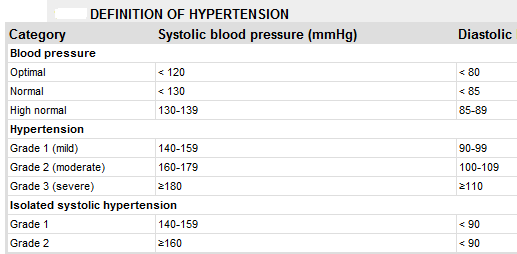 DEFINITION OF HYPERTENSION
Category Systolic blood pressure (mmHg) Diastolic
Blood pressure
Optimal < 120 < 80
Normal < 130 < 85
High normal 130-139 85-89
Hypertension
Grade 1 (mild) 140-159 90-99
Grade 2 (moderate) 160-179 100-109
Grade 3 (severe) ≥180 ≥110
Isolated systolic hypertension
Grade 1 140-159 < 90
Grade 2 ≥160 < 90